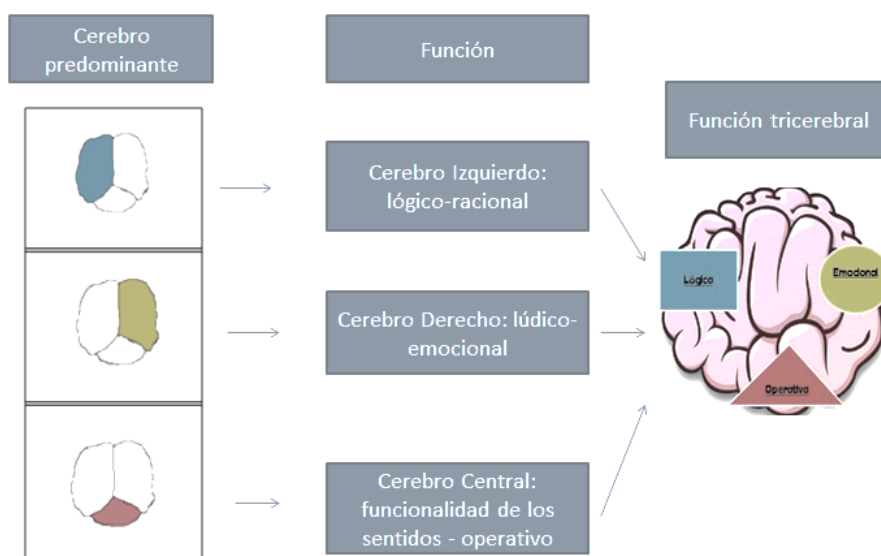 Cerebro
predominante
Función
Función tricerebral
Cerebro Izquierdo:
lógico-racional
Cerebro Derecho: lúdico-
emocional
Cerebro Central:
funcionalidad de los
sentidos - operativo
Lógico
Emocional
Operativo